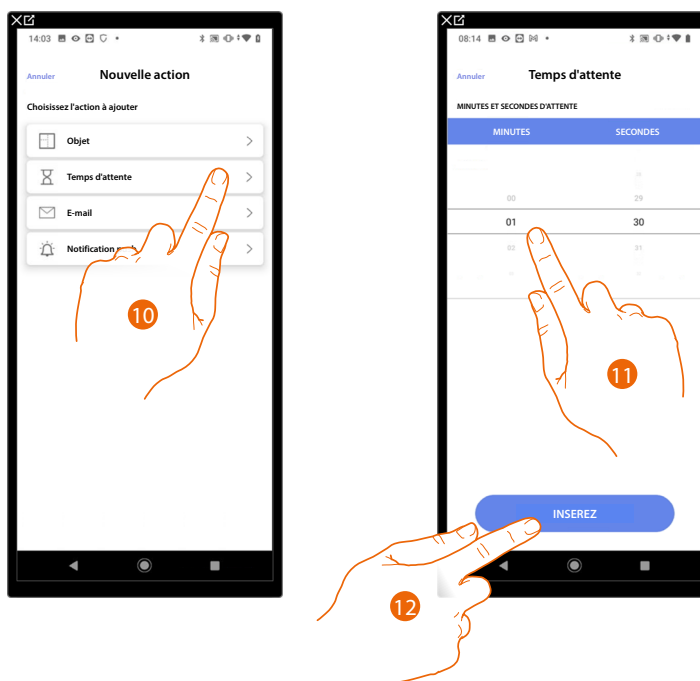 14:03
Annuler
Nouvelle action
Choisissez l'action à ajouter
Objet
Temps d'attente
E-mail
Notification
10
08:14
Annuler
Temps d'attente
MINUTES ET SECONDES D'ATTENTE
MINUTES SECONDES
00 29
01 30
02 31
11
INSEREZ
12